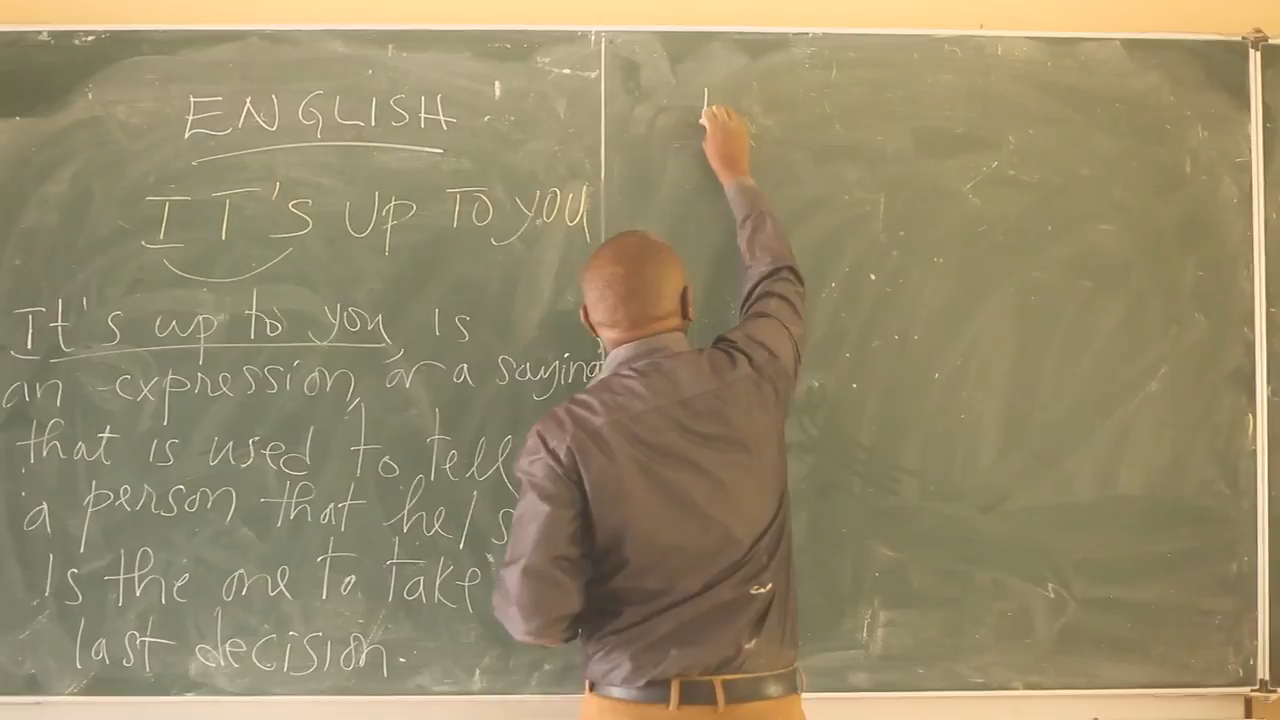 ENGLISH
IT'S UP TO YOU
It's up to you, is
an expression, or a saying
that is used to tell
a person that he/s
is the one to take
last decision.